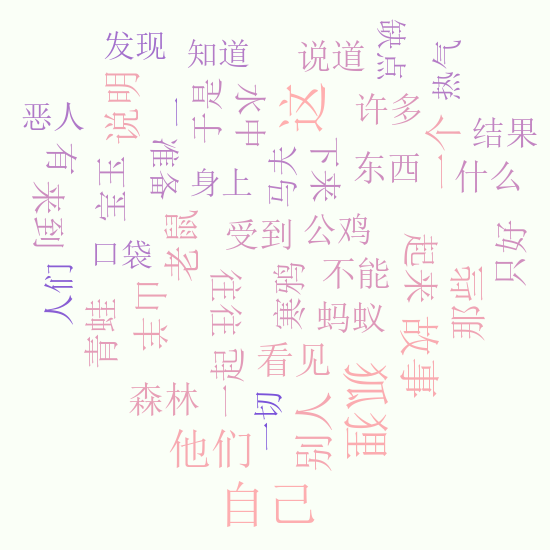 发现
知道
说道
缺点
热气
恶人
说明
一
于是
水中
这
许多
一个
结果
有
宝玉
准备
身上
马夫
下来
东西
什么
到来
口袋
老鼠
受到
公鸡
起来
只好
人们
青蛙
羊
山
往往
寒鸦
不能
蚂蚁
故事
那些
森林
一起
看见
一切
别人
狐狸
他们
自己